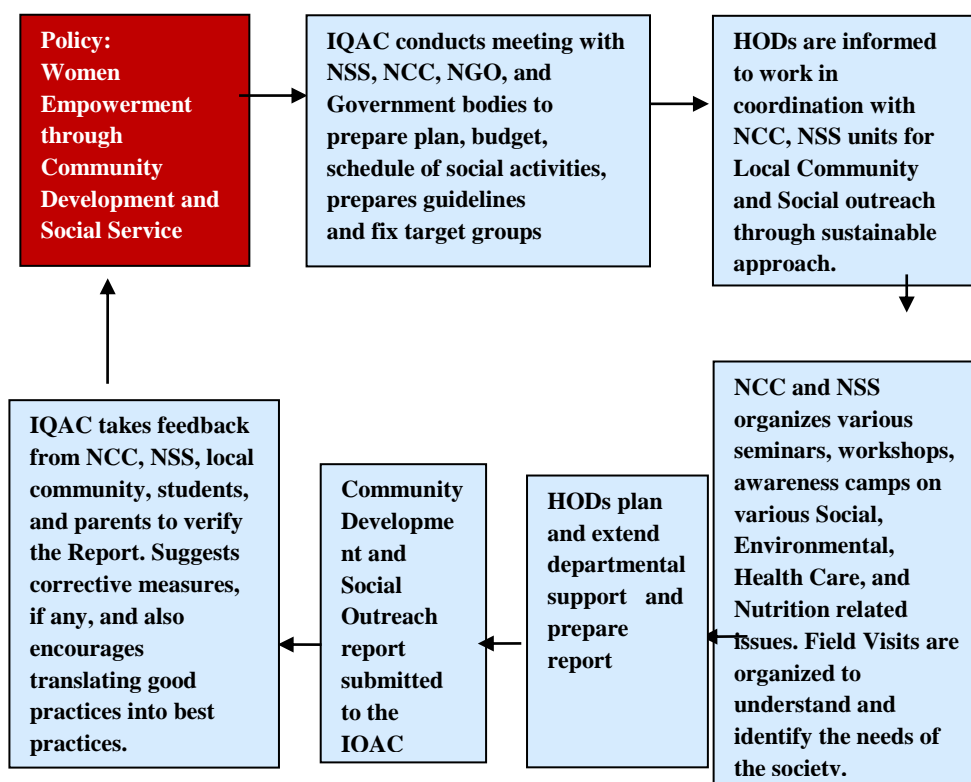 Policy:
Women
Empowerment
through
Community
Development and
Social Service
IQAC conducts meeting with
NSS, NCC, NGO, and
Government bodies to
prepare plan, budget,
schedule of social activities,
prepares guidelines
and fix target groups
HODs are informed
to work in
coordination with
NCC, NSS units for
Local Community
and Social outreach
through sustainable
approach.
NCC and NSS
organizes various
seminars, workshops,
awareness camps on
various Social,
Environmental,
Health Care, and
Nutrition related
issues. Field Visits are
organized to
understand and
identify the needs of
the society.
HODs plan
and extend
departmental
support and
prepare
report
Community
Developme
nt and
Social
Outreach
report
submitted
to the
IQAC
IQAC takes feedback
from NCC, NSS, local
community, students,
and parents to verify
the Report. Suggests
corrective measures,
if any, and also
encourages
translating good
practices into best
practices.